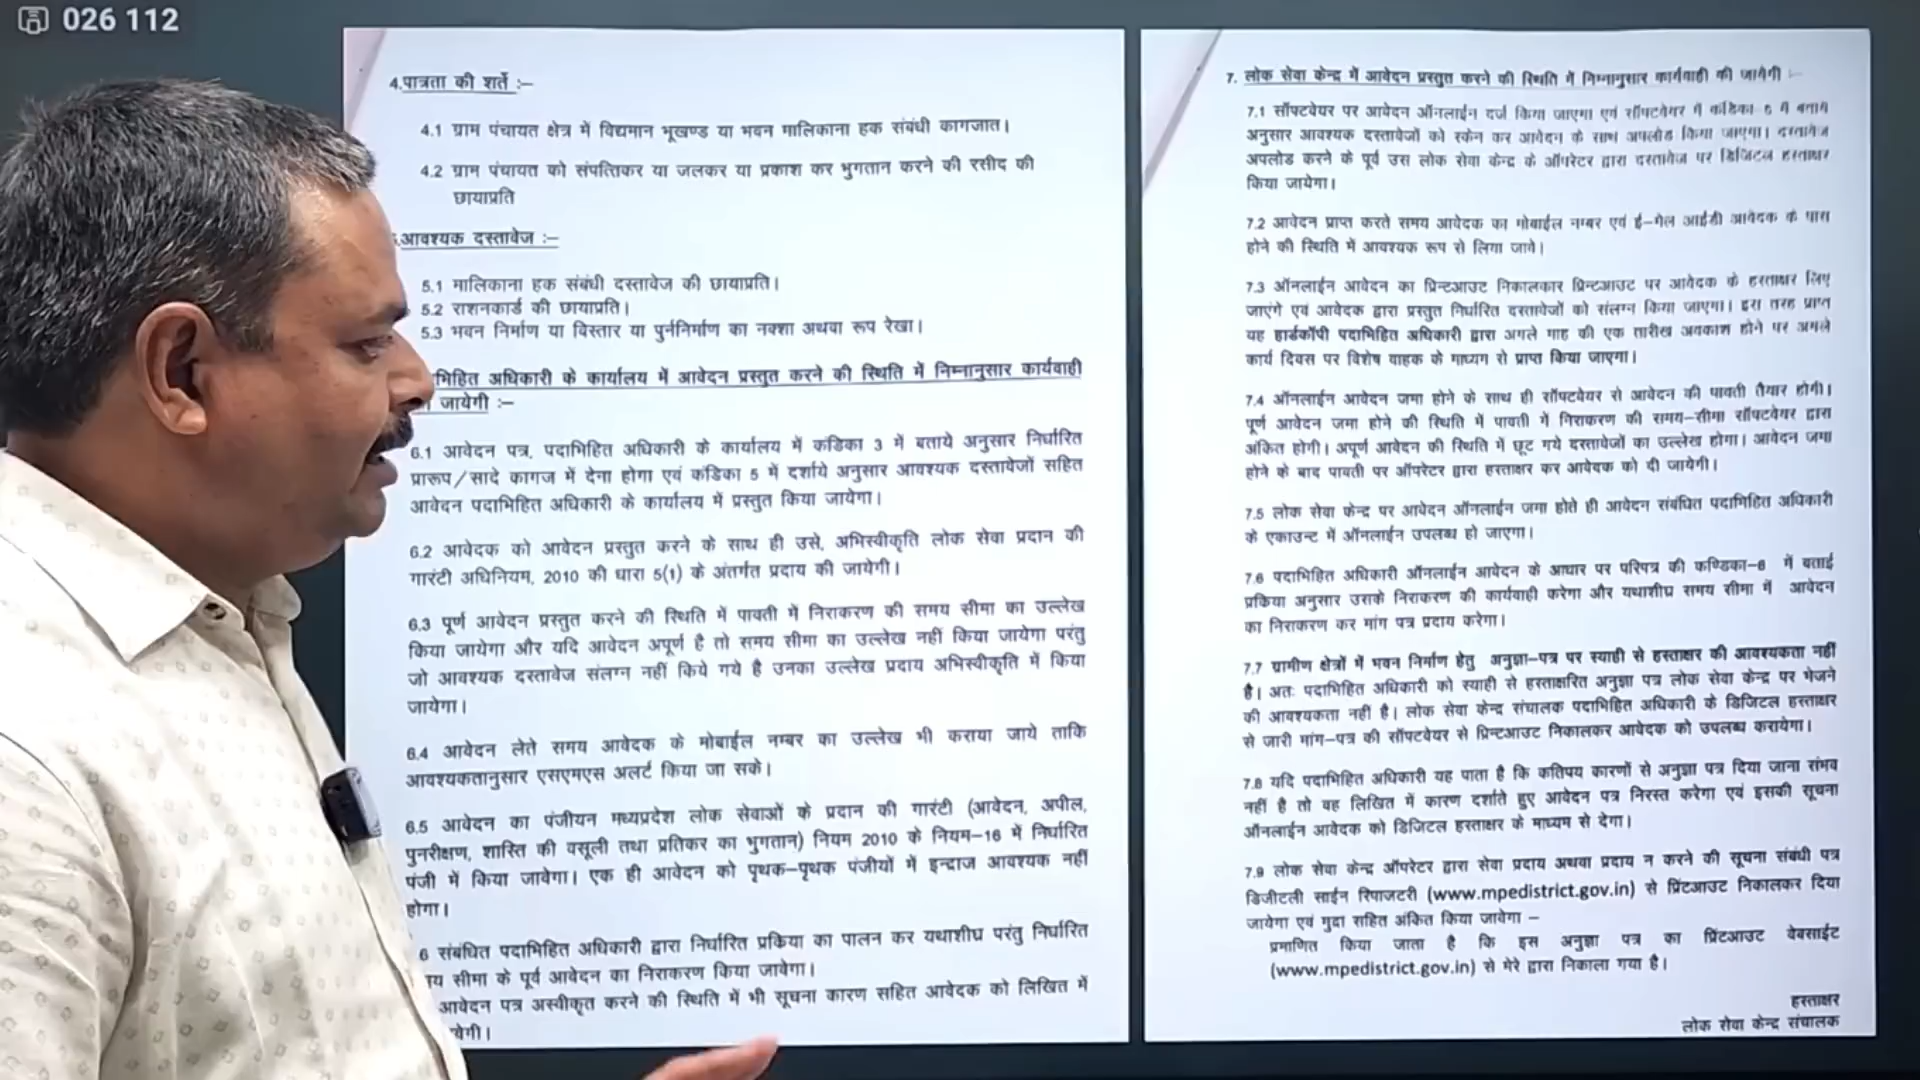 026 112
4.पात्रता की शर्ते :–
4.1 ग्राम पंचायत क्षेत्र में विद्यमान भूखण्ड या भवन मालिकाना हक संबंधी कागजात।
4.2 ग्राम पंचायत को संपत्तिकर या जलकर या प्रकाश कर भुगतान करने की रसीद की
छायाप्रति
.आवश्यक दस्तावेज :–
5.1 मालिकाना हक संबंधी दस्तावेज की छायाप्रति।
5.2 राशनकार्ड की छायाप्रति।
5.3 भवन निर्माण या विस्तार या पुर्ननिर्माण का नक्शा अथवा रूप रेखा।
भिहित अधिकारी के कार्यालय में आवेदन प्रस्तुत करने की स्थिति में निम्नानुसार कार्यवाही
जायेगी :–
6.1 आवेदन पत्र, पदाभिहित अधिकारी के कार्यालय में कंडिका 3 में बताये अनुसार निर्धारित
प्रारूप/सादे कागज में देना होगा एवं कंडिका 5 में दर्शाये अनुसार आवश्यक दस्तावेजों सहित
आवेदन पदाभिहित अधिकारी के कार्यालय में प्रस्तुत किया जायेगा।
6.2 आवेदक को आवेदन प्रस्तुत करने के साथ ही उसे, अभिस्वीकृति लोक सेवा प्रदान की
गारंटी अधिनियम, 2010 की धारा 5(1) के अंतर्गत प्रदाय की जायेगी।
6.3 पूर्ण आवेदन प्रस्तुत करने की स्थिति में पावती में निराकरण की समय सीमा का उल्लेख
किया जायेगा और यदि आवेदन अपूर्ण है तो समय सीमा का उल्लेख नहीं किया जायेगा परंतु
जो आवश्यक दस्तावेज संलग्न नहीं किये गये है उनका उल्लेख प्रदाय अभिस्वीकृति में किया
जायेगा।
6.4 आवेदन लेते समय आवेदक के मोबाईल नम्बर का उल्लेख भी कराया जाये ताकि
आवश्यकतानुसार एसएमएस अलर्ट किया जा सके।
6.5 आवेदन का पंजीयन मध्यप्रदेश लोक सेवाओं के प्रदान की गारंटी (आवेदन, अपील,
पुनरीक्षण, शास्ति की वसूली तथा प्रतिकर का भुगतान) नियम 2010 के नियम–16 में निर्धारित
पंजी में किया जावेगा। एक ही आवेदन को पृथक–पृथक पंजीयों में इन्द्राज आवश्यक नहीं
होगा।
6 संबंधित पदाभिहित अधिकारी द्वारा निर्धारित प्रकिया का पालन कर यथाशीघ्र परंतु निर्धारित
सीमा के पूर्व आवेदन का निराकरण किया जावेगा।
आवेदन पत्र अस्वीकृत करने की स्थिति में भी सूचना कारण सहित आवेदक को लिखित में
7. लोक सेवा केन्द्र में आवेदन प्रस्तुत करने की स्थिति में निम्नानुसार कार्यवाही की जायेगी :–
7.1 सॉफ्टवेयर पर आवेदन ऑनलाईन दर्ज किया जाएगा एवं सॉफ्टवेयर में कंडिका 5 में बताये
अनुसार आवश्यक दस्तावेजों को स्केन कर आवेदन के साथ अपलोड किया जाएगा। दस्तावेज
अपलोड करने के पूर्व उस लोक सेवा केन्द्र के ऑपरेटर द्वारा दस्तावेज पर डिजिटल हस्ताक्षर
किया जायेगा।
7.2 आवेदन प्राप्त करते समय आवेदक का मोबाईल नम्बर एवं ई–मेल आईडी आवेदक के पास
होने की स्थिति में आवश्यक रूप से लिया जावे।
7.3 ऑनलाईन आवेदन का प्रिन्टआउट निकालकार प्रिन्टआउट पर आवेदक के हस्ताक्षर लिए
जाएंगे एवं आवेदक द्वारा प्रस्तुत निर्धारित दस्तावेजों को संलग्न किया जाएगा। इस तरह प्राप्त
यह हार्डकॉपी पदाभिहित अधिकारी द्वारा अगले माह की एक तारीख अवकाश होने पर अगले
कार्य दिवस पर विशेष वाहक के माध्यम से प्राप्त किया जाएगा।
7.4 ऑनलाईन आवेदन जमा होने के साथ ही सॉफ्टवेयर से आवेदन की पावती तैयार होगी।
पूर्ण आवेदन जमा होने की स्थिति में पावती में निराकरण की समय–सीमा सॉफ्टवेयर द्वारा
अंकित होगी। अपूर्ण आवेदन की स्थिति में छूट गये दस्तावेजों का उल्लेख होगा। आवेदन जमा
होने के बाद पावती पर ऑपरेटर द्वारा हस्ताक्षर कर आवेदक को दी जायेगी।
7.5 लोक सेवा केन्द्र पर आवेदन ऑनलाईन जमा होते ही आवेदन संबंधित पदाभिहित अधिकारी
के एकाउन्ट में ऑनलाईन उपलब्ध हो जाएगा।
7.6 पदाभिहित अधिकारी ऑनलाईन आवेदन के आधार पर परिपत्र की कण्डिका–6 में बताई
प्रकिया अनुसार उसके निराकरण की कार्यवाही करेगा और यथाशीघ्र समय सीमा में आवेदन
का निराकरण कर मांग पत्र प्रदाय करेगा।
7.7 ग्रामीण क्षेत्रों में भवन निर्माण हेतु अनुज्ञा–पत्र पर स्याही से हस्ताक्षर की आवश्यकता नहीं
है। अतः पदाभिहित अधिकारी को स्याही से हस्ताक्षरित अनुज्ञा पत्र लोक सेवा केन्द्र पर भेजने
की आवश्यकता नहीं है। लोक सेवा केन्द्र संचालक पदाभिहित अधिकारी के डिजिटल हस्ताक्षर
से जारी मांग–पत्र की सॉफ्टवेयर से प्रिन्टआउट निकालकर आवेदक को उपलब्ध करायेगा।
7.8 यदि पदाभिहित अधिकारी यह पाता है कि कतिपय कारणों से अनुज्ञा पत्र दिया जाना संभव
नहीं है तो वह लिखित में कारण दर्शाते हुए आवेदन पत्र निरस्त करेगा एवं इसकी सूचना
ऑनलाईन आवेदक को डिजिटल हस्ताक्षर के माध्यम से देगा।
7.9 लोक सेवा केन्द्र ऑपरेटर द्वारा सेवा प्रदाय अथवा प्रदाय न करने की सूचना संबंधी पत्र
डिजीटली साईन रिपाजटरी (www.mpedistrict.gov.in) से प्रिंटआउट निकालकर दिया
जायेगा एवं मुद्रा सहित अंकित किया जावेगा –
प्रमाणित किया जाता है कि इस अनुज्ञा पत्र का प्रिंटआउट वेबसाईट
(www.mpedistrict.gov.in) से मेरे द्वारा निकाला गया है।
हस्ताक्षर
लोक सेवा केन्द्र संचालक